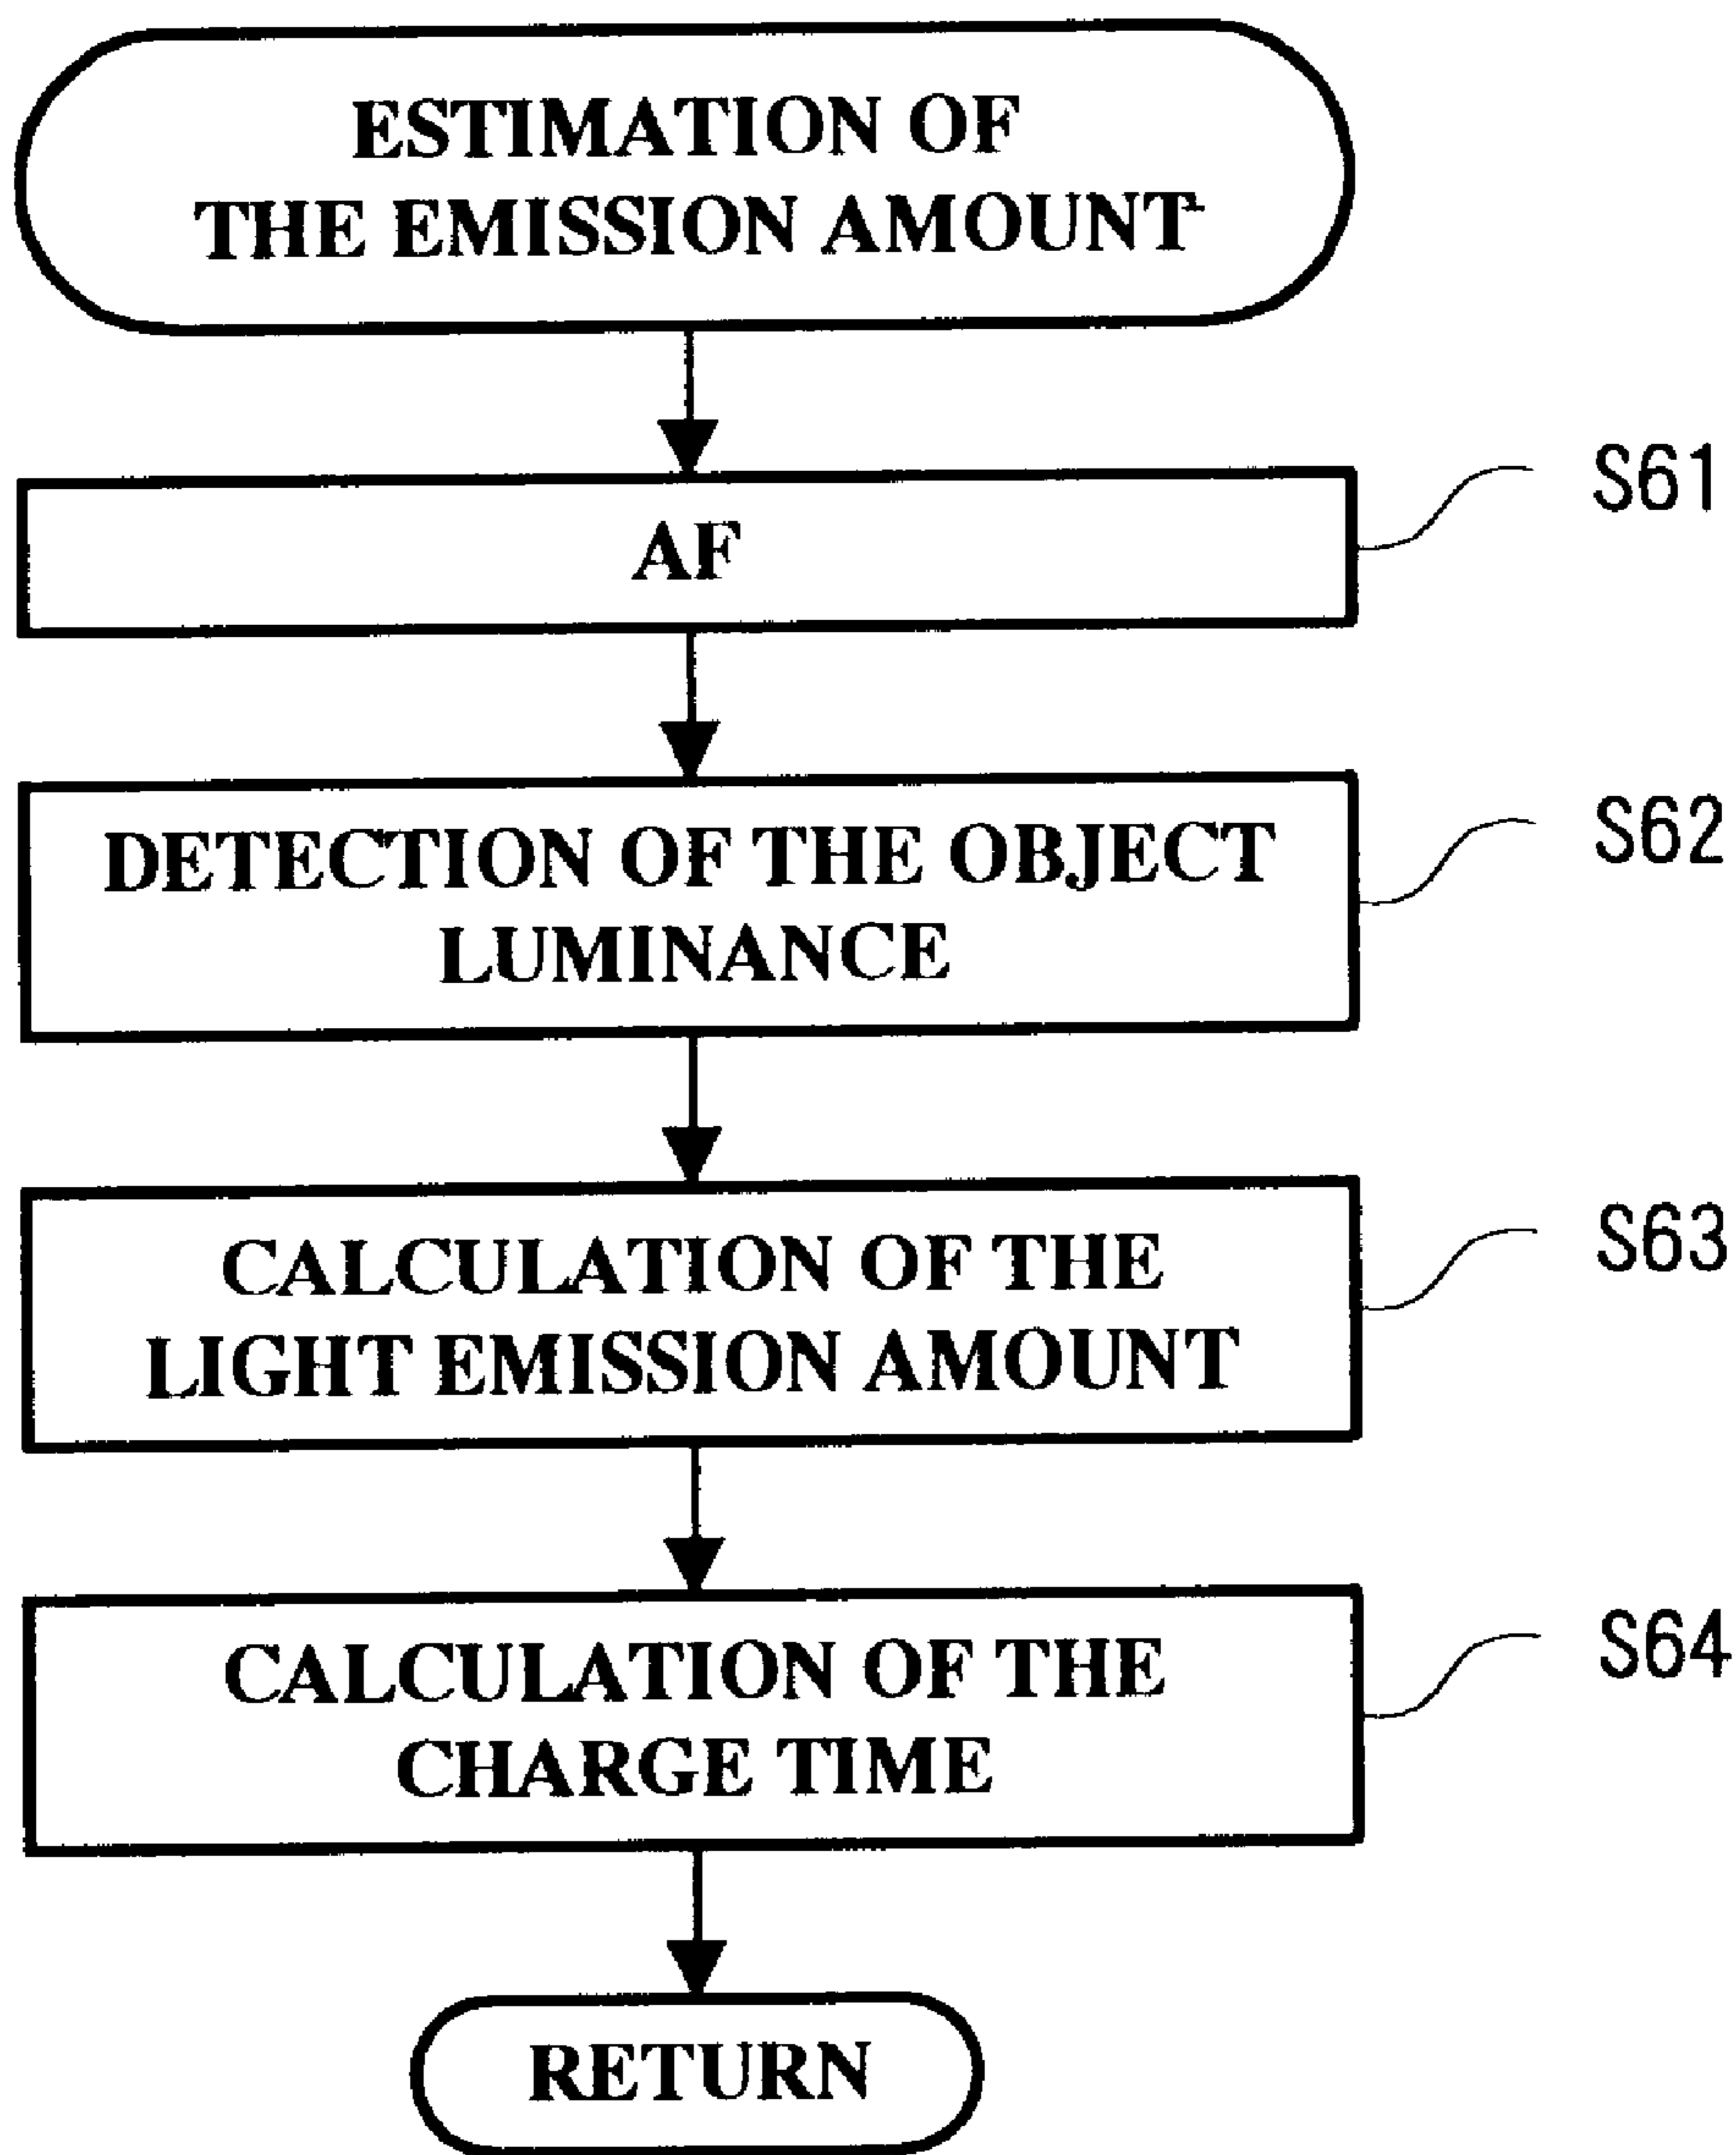 ESTIMATION OF
THE EMISSION AMOUNT
AF
S61
DETECTION OF THE OBJECT
LUMINANCE
S62
CALCULATION OF THE
LIGHT EMISSION AMOUNT
S63
CALCULATION OF THE
CHARGE TIME
S64
RETURN